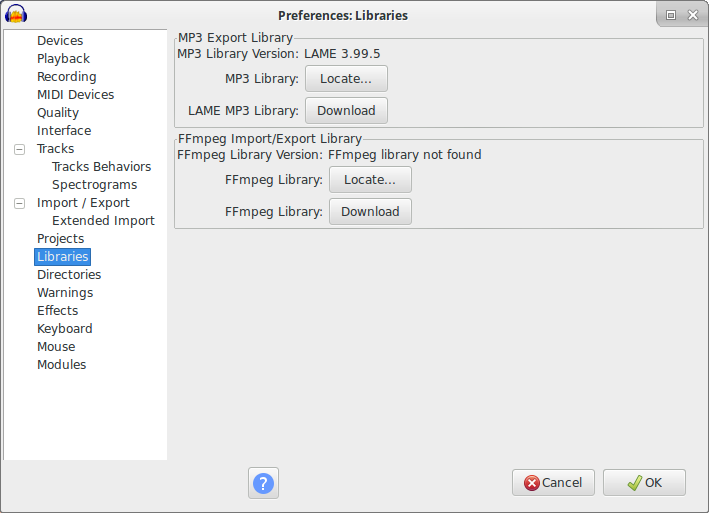 Preferences: Libraries
Devices
Playback
Recording
MIDI Devices
Quality
Interface
Tracks
Tracks Behaviors
Spectrograms
Import / Export
Extended Import
Projects
Libraries
Directories
Warnings
Effects
Keyboard
Mouse
Modules
MP3 Export Library
MP3 Library Version: LAME 3.99.5
MP3 Library: Locate...
LAME MP3 Library: Download
FFmpeg Import/Export Library
FFmpeg Library Version: FFmpeg library not found
FFmpeg Library: Locate...
FFmpeg Library: Download
? Cancel OK